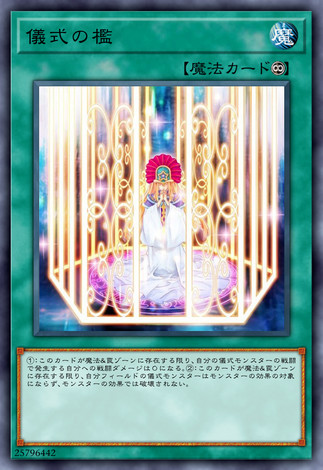 儀式の檻
魔
【魔法カード♾】
①:このカードが魔法&罠ゾーンに存在する限り、自分の儀式モンスターの戦闘
で発生する自分への戦闘ダメージは0になる。②:このカードが魔法&罠ゾーンに存在する
限り、自分フィールドの儀式モンスターはモンスターの効果の対象
にならず、モンスターの効果では破壊されない。
25796442